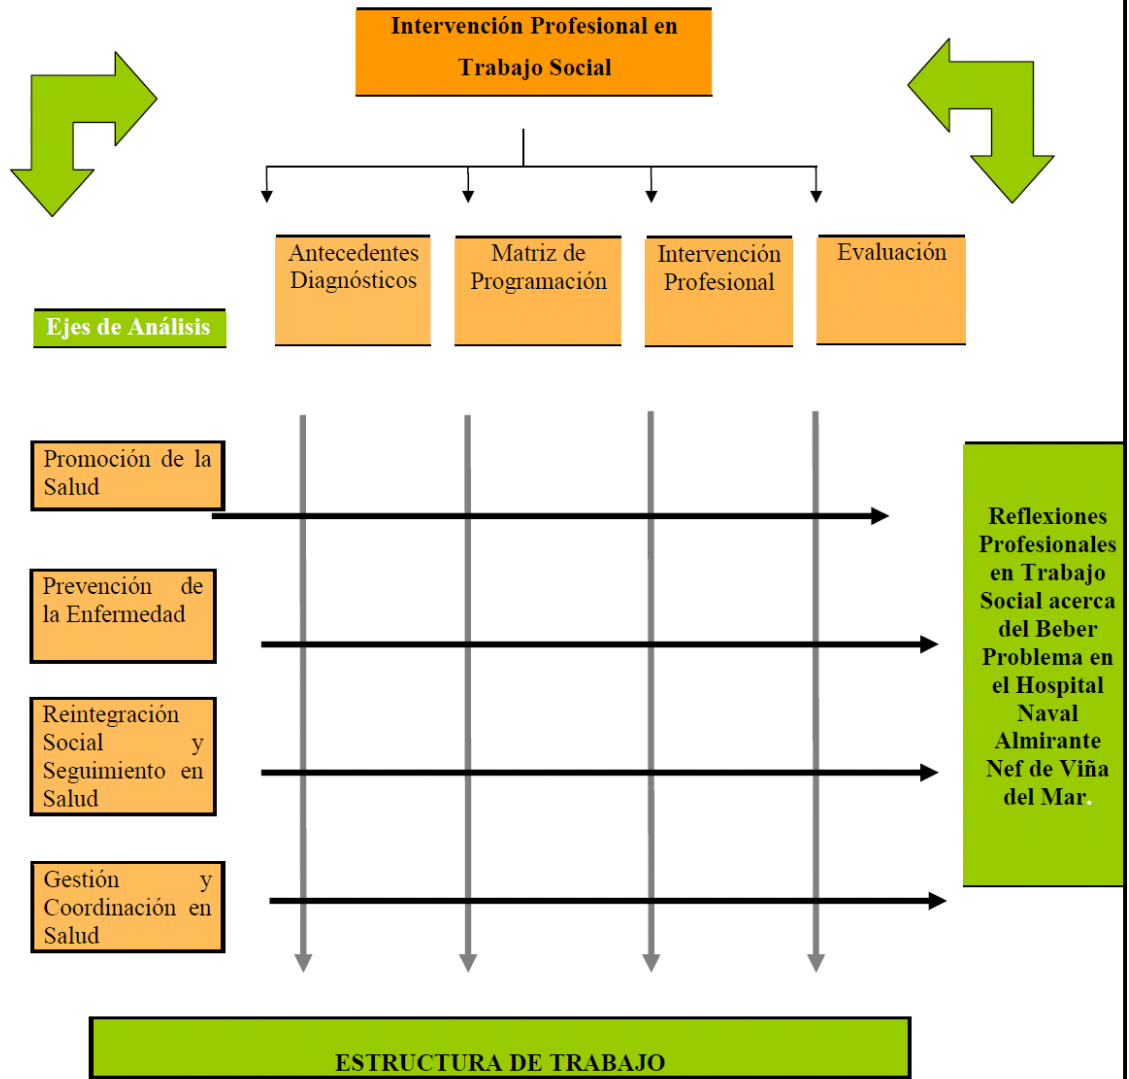 Intervención Profesional en
Trabajo Social
Antecedentes
Diagnósticos
Matriz de
Programación
Intervención
Profesional
Evaluación
Ejes de Análisis
Promoción de la
Salud
Prevención de
la Enfermedad
Reintegración
Social y
Seguimiento en
Salud
Gestión y
Coordinación en
Salud
Reflexiones
Profesionales
en Trabajo
Social acerca
del Beber
Problema en
el Hospital
Naval
Almirante
Nef de Viña
del Mar.
ESTRUCTURA DE TRABAJO